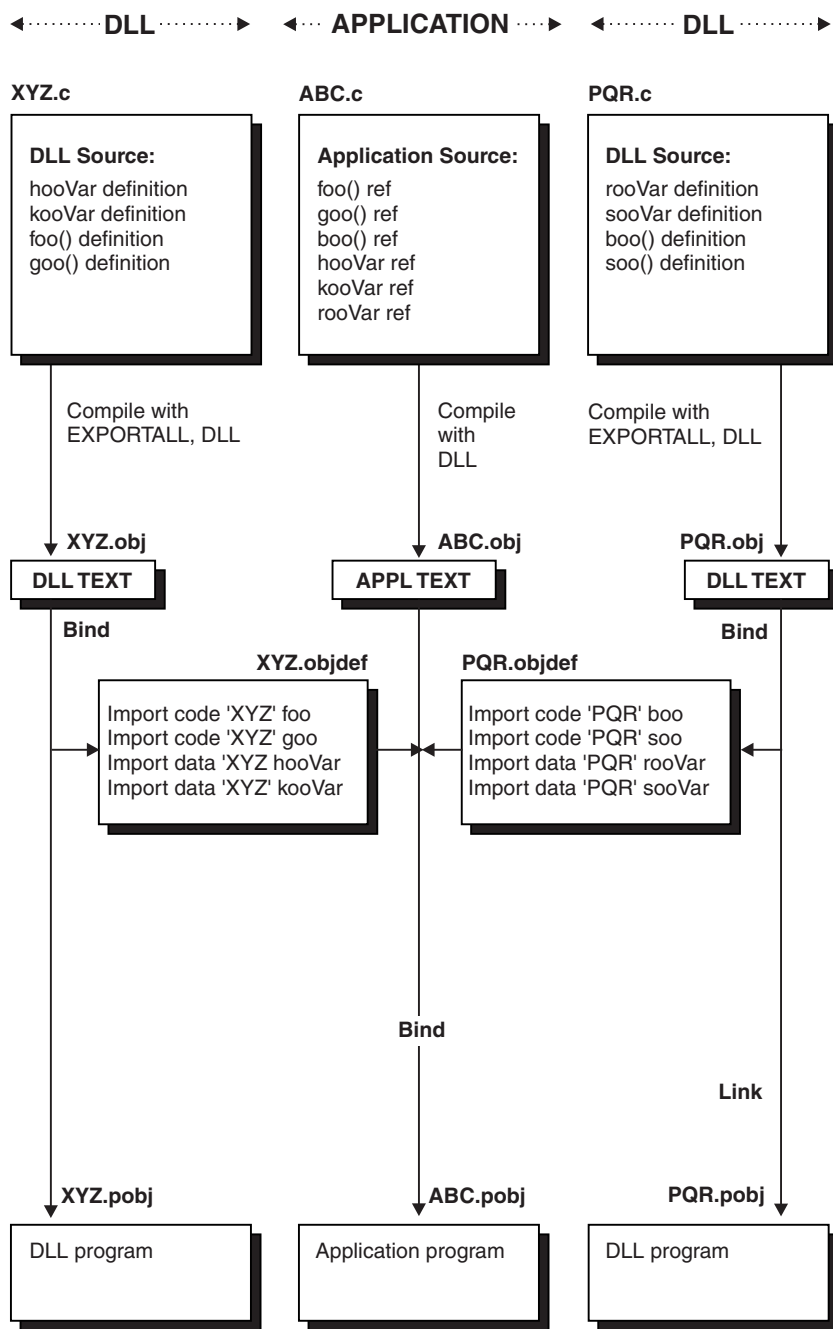 DLL
APPLICATION
DLL
XYZ.c
DLL Source:
hooVar definition
kooVar definition
foo() definition
goo() definition
ABC.c
Application Source:
foo() ref
goo() ref
boo() ref
hooVar ref
kooVar ref
rooVar ref
PQR.c
DLL Source:
rooVar definition
sooVar definition
boo() definition
soo() definition
Compile with
EXPORTALL, DLL
Compile
with
DLL
Compile with
EXPORTALL, DLL
XYZ.obj
DLL TEXT
Bind
ABC.obj
APPL TEXT
PQR.obj
DLL TEXT
Bind
XYZ.objdef
Import code 'XYZ' foo
Import code 'XYZ' goo
Import data 'XYZ hooVar
Import data 'XYZ' kooVar
PQR.objdef
Import code 'PQR' boo
Import code 'PQR' soo
Import data 'PQR' rooVar
Import data 'PQR' sooVar
Bind
Link
XYZ.pobj
DLL program
ABC.pobj
Application program
PQR.pobj
DLL program